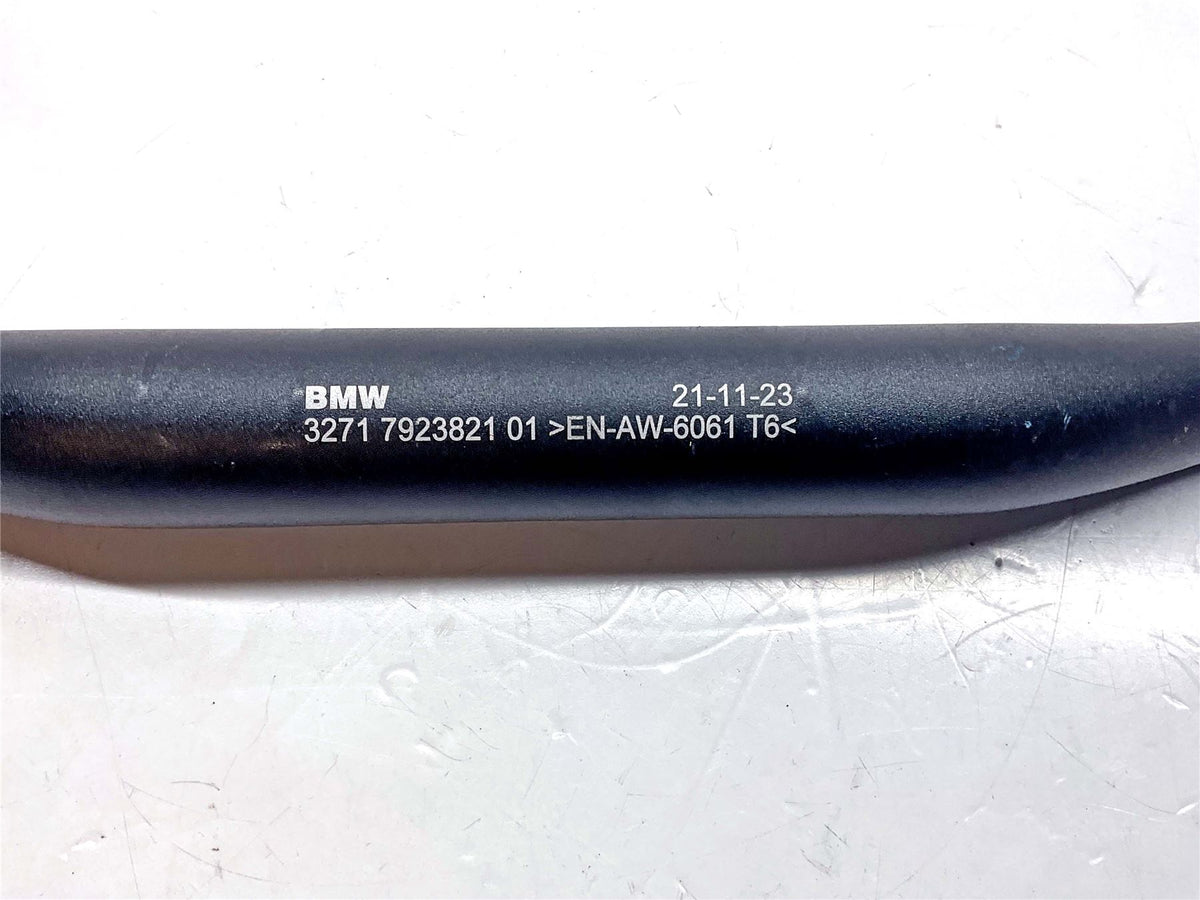 BMW 21-11-23
3271 7923821 01 >EN-AW-6061 T6<